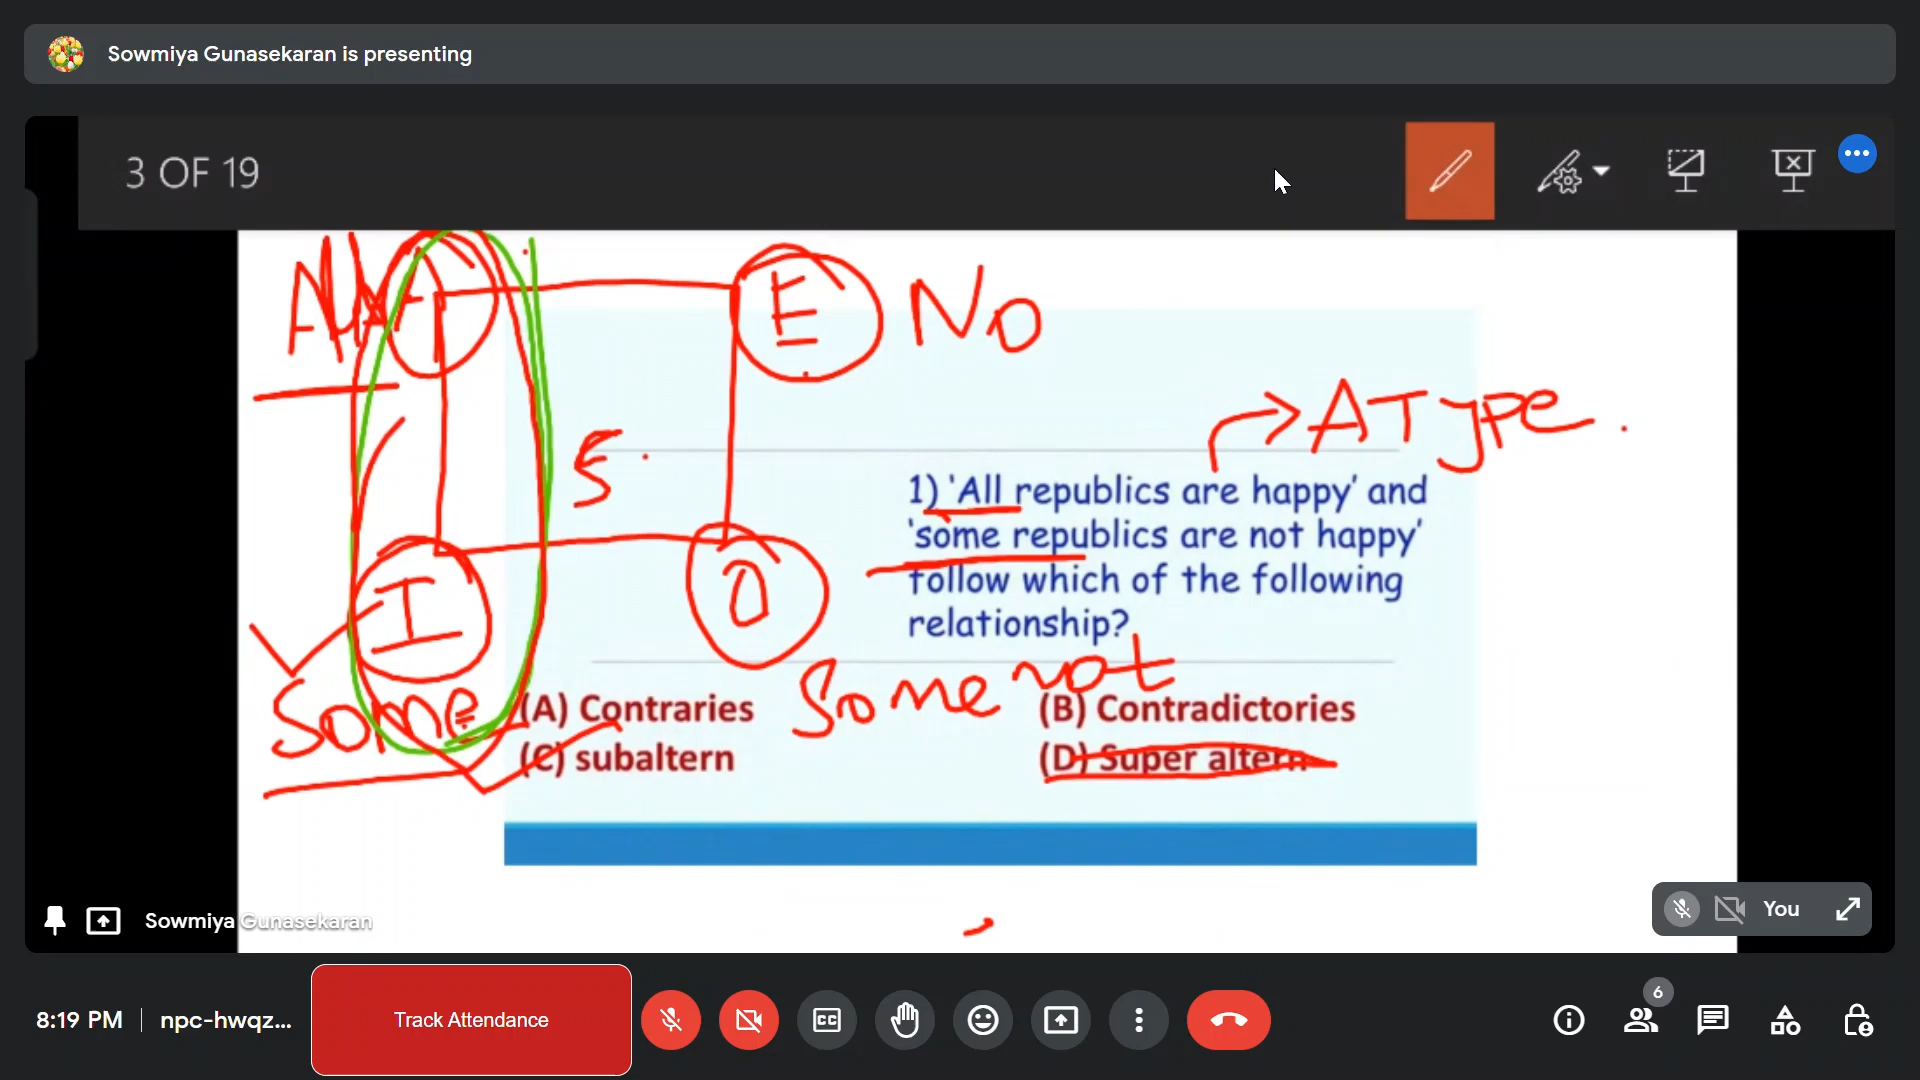 Sowmiya Gunasekaran is presenting
3 OF 19
All
A
E
No
A Type.
S
1) 'All republics are happy' and
'some republics are not happy'
follow which of the following
relationship?
I
O
Some
Some not
(A) Contraries
(B) Contradictories
(C) subaltern
(D) Super altern
Sowmiya Gunasekaran
You
8:19 PM
npc-hwqz...
Track Attendance
CC
6